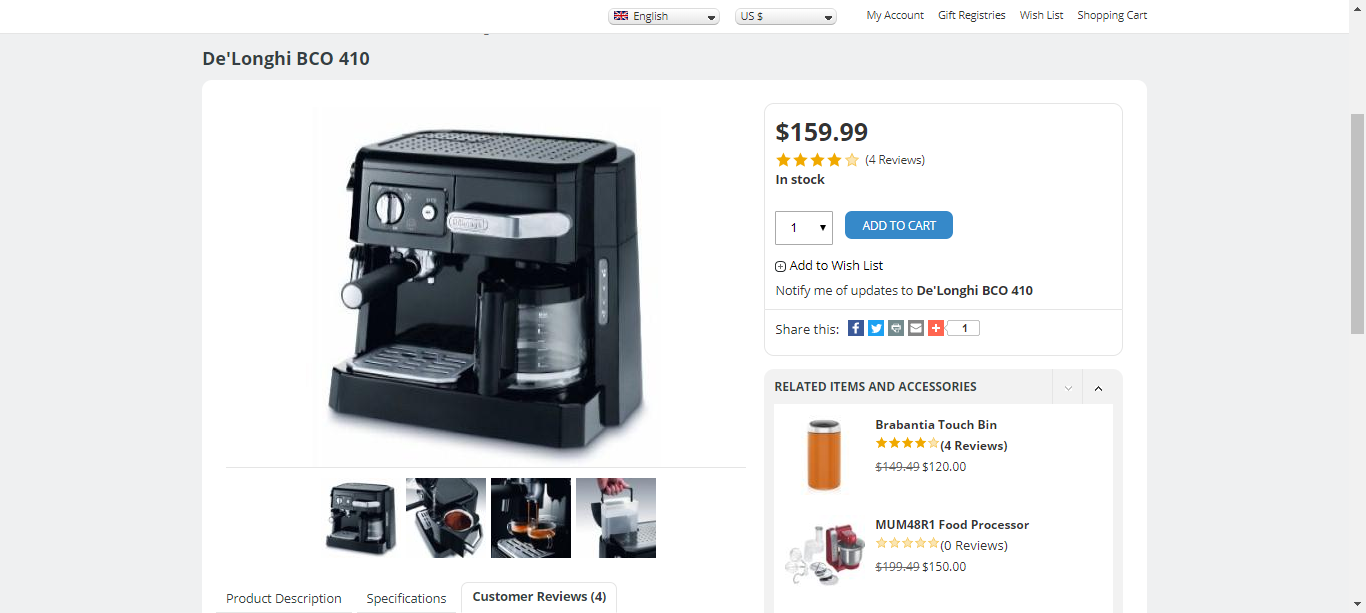 English
US $
My Account
Gift Registries
Wish List
Shopping Cart
De'Longhi BCO 410
$159.99
(4 Reviews)
In stock
1
ADD TO CART
Add to Wish List
Notify me of updates to De'Longhi BCO 410
Share this:
1
RELATED ITEMS AND ACCESSORIES
Brabantia Touch Bin
(4 Reviews)
$149.49 $120.00
MUM48R1 Food Processor
(0 Reviews)
$199.49 $150.00
Product Description
Specifications
Customer Reviews (4)